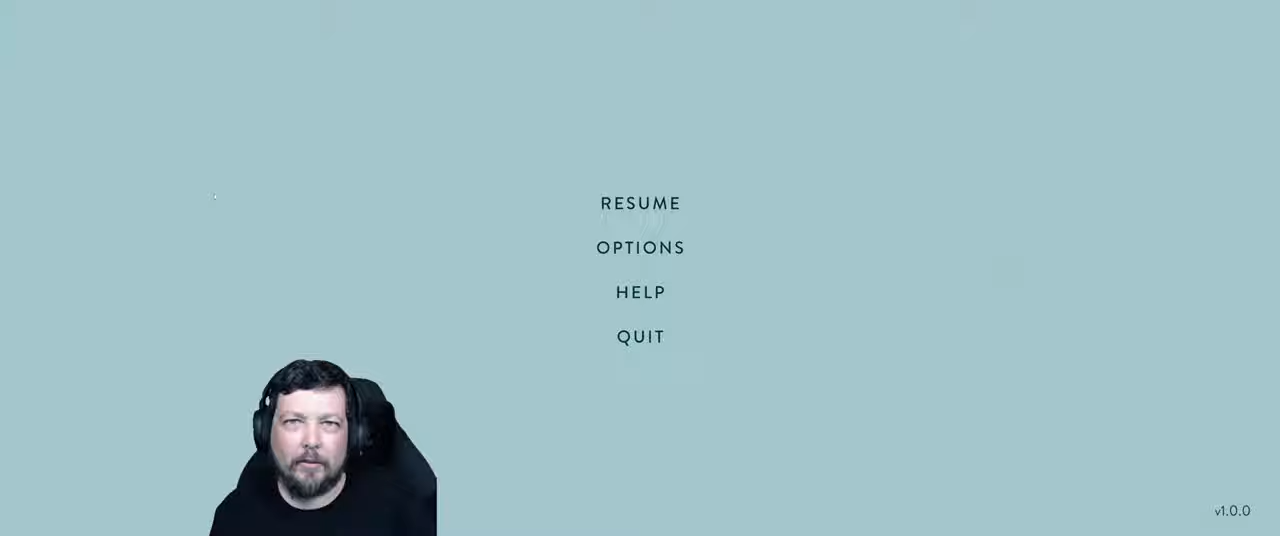 RESUME
OPTIONS
HELP
QUIT
v1.0.0